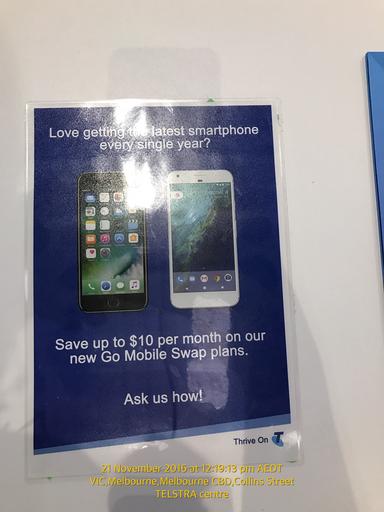 Love getting the latest smartphone
every single year?
Save up to $10 per month on our
new Go Mobile Swap plans.
Ask us how!
Thrive On T
21 November 2016 at 12:19:13 pm AEDT
VIC,Melbourne,Melbourne CBD,Collins Street
TELSTRA centre